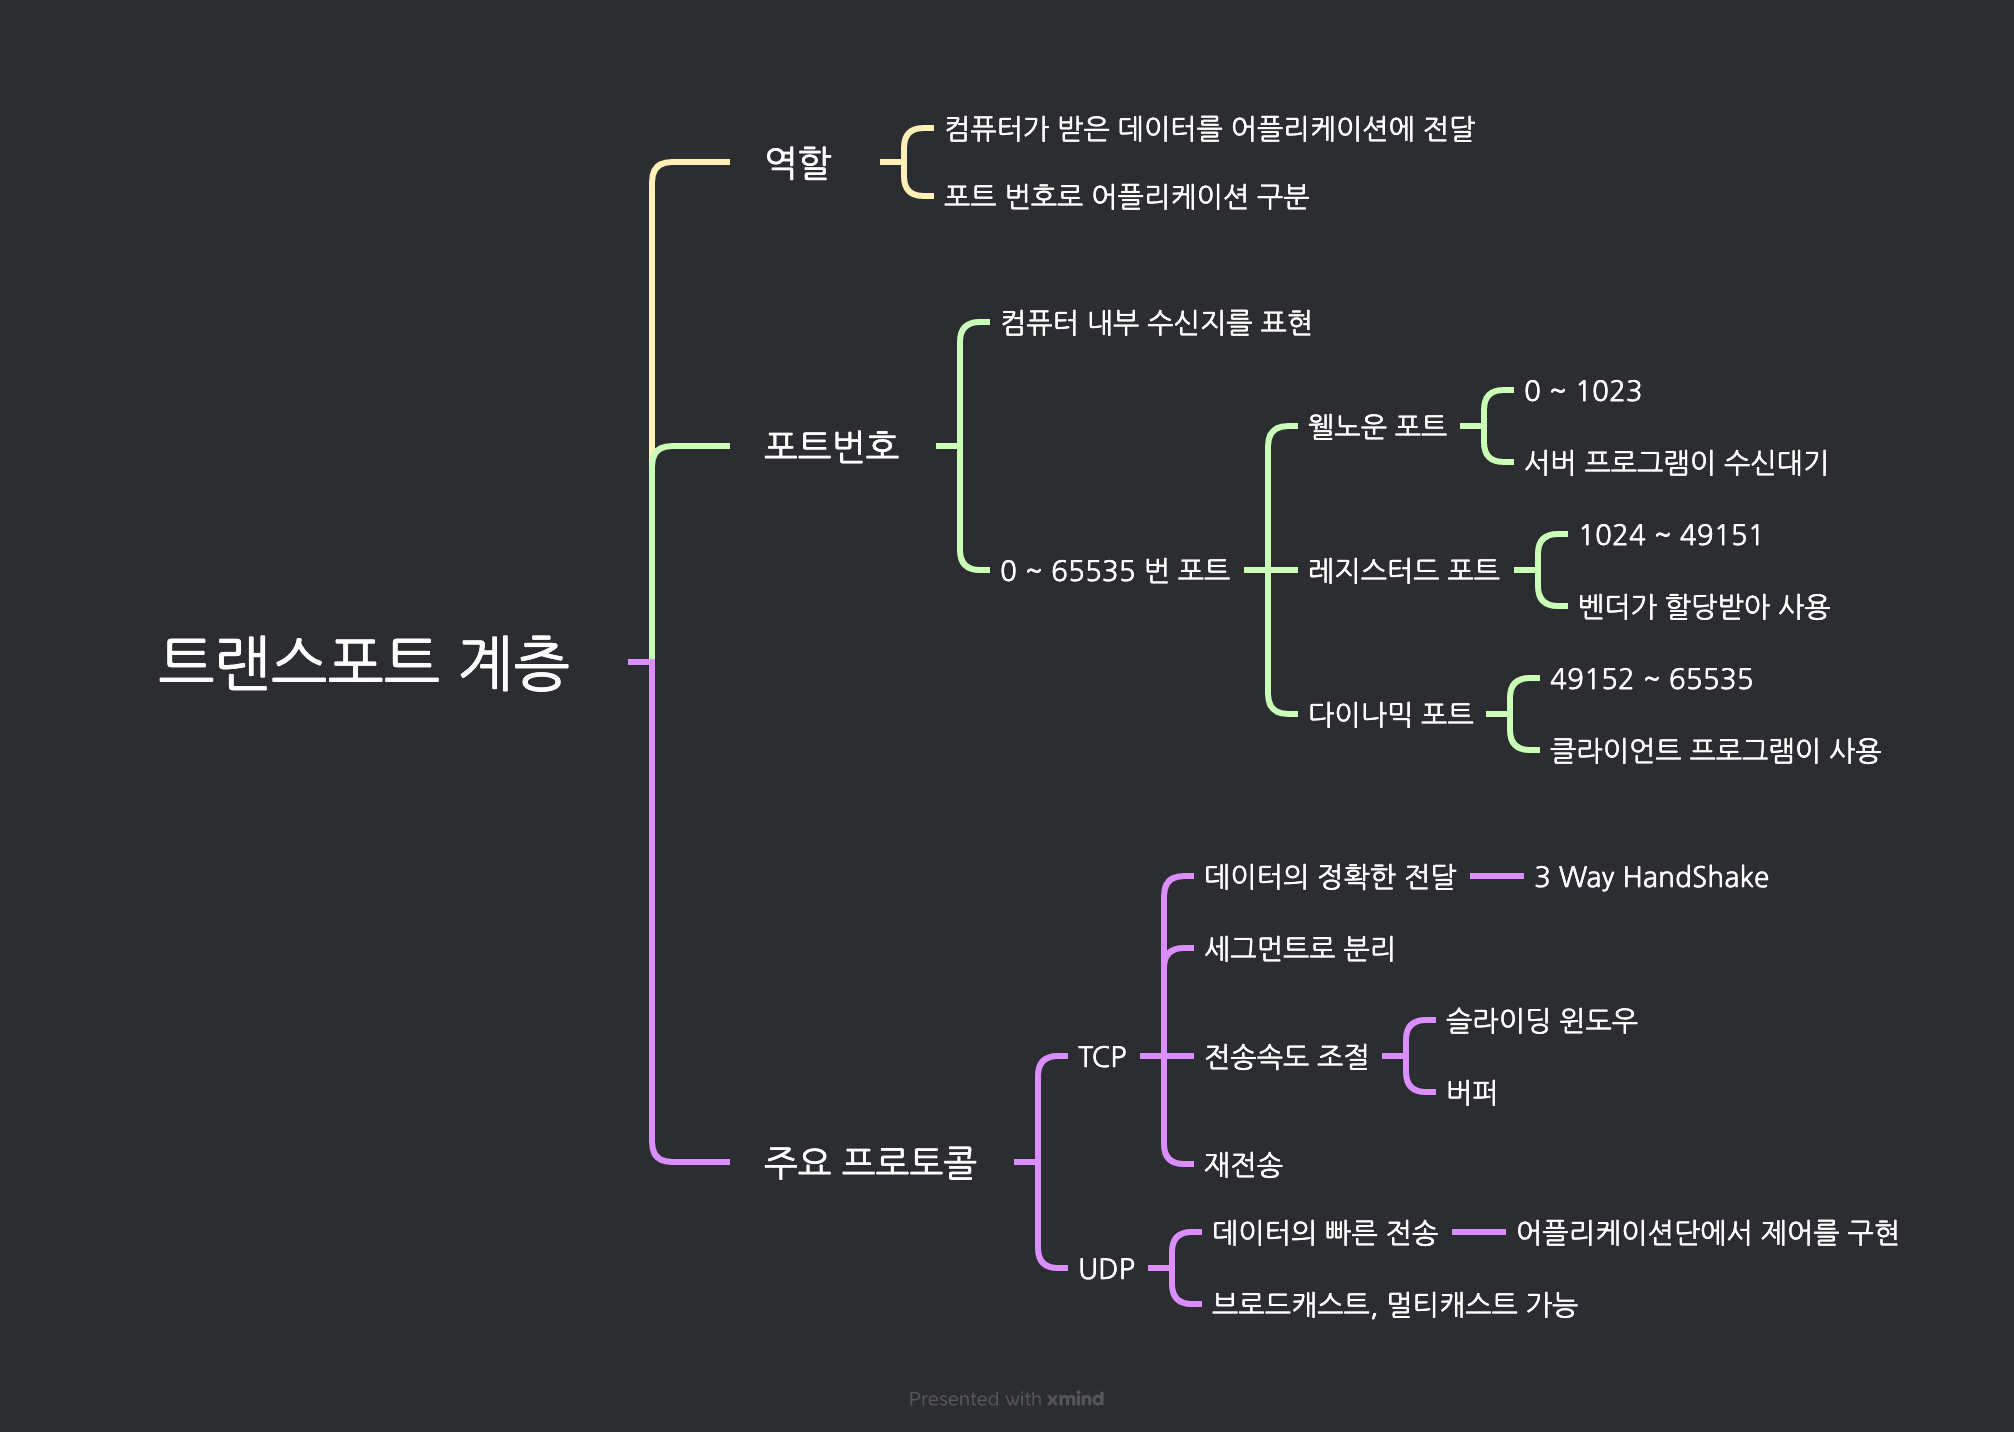 트랜스포트 계층
역할
컴퓨터가 받은 데이터를 어플리케이션에 전달
포트 번호로 어플리케이션 구분
포트번호
컴퓨터 내부 수신지를 표현
0 ~ 65535 번 포트
웰노운 포트
0 ~ 1023
서버 프로그램이 수신대기
레지스터드 포트
1024 ~ 49151
벤더가 할당받아 사용
다이나믹 포트
49152 ~ 65535
클라이언트 프로그램이 사용
주요 프로토콜
TCP
데이터의 정확한 전달
3 Way HandShake
세그먼트로 분리
전송속도 조절
슬라이딩 윈도우
버퍼
재전송
UDP
데이터의 빠른 전송
어플리케이션단에서 제어를 구현
브로드캐스트, 멀티캐스트 가능
Presented with xmind